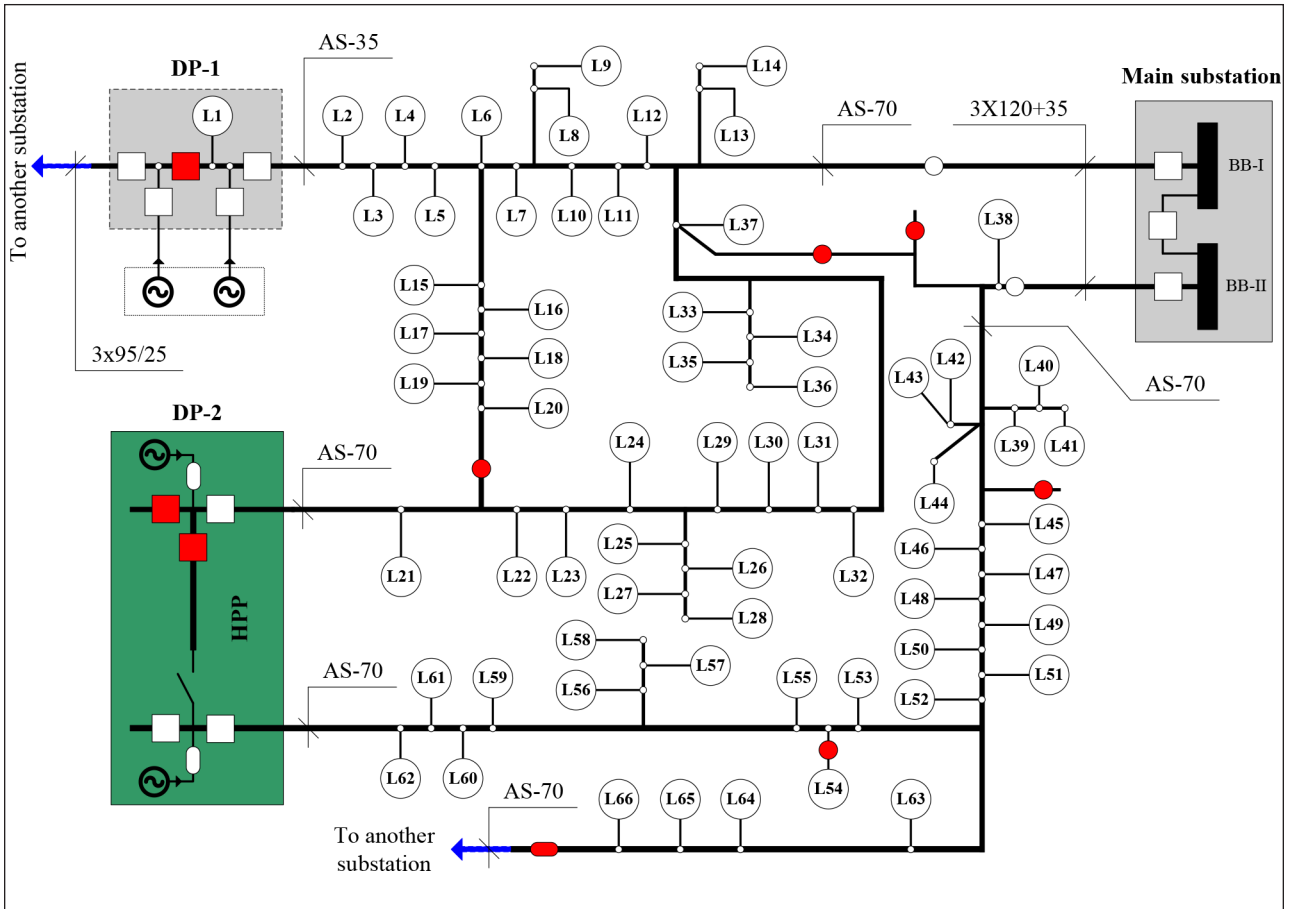 AS-35
DP-1
To another substation
L1
L2
L4
L6
L9
L8
L12
L14
L13
AS-70
3X120+35
Main substation
BB-I
L3
L5
L7
L10
L11
L37
L38
BB-II
3x95/25
L15
L16
L17
L18
L19
L20
L33
L34
L35
L36
AS-70
L43
L42
L40
L39
L41
L44
DP-2
AS-70
L24
L29
L30
L31
L21
L22
L23
L25
L26
L27
L28
L32
L45
L46
L47
L48
L49
L50
L51
L52
HPP
AS-70
L61
L59
L58
L57
L56
L55
L53
L62
L60
L54
AS-70
L66
L65
L64
L63
To another
substation